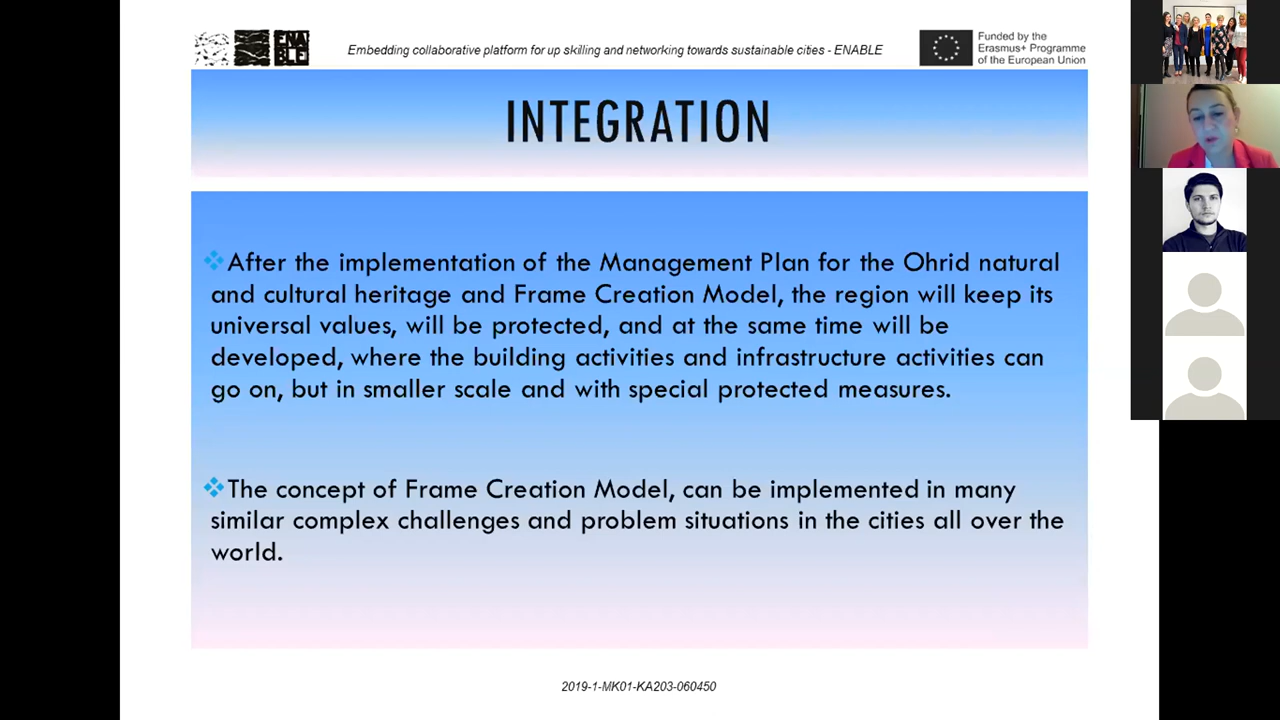 ENA
BLE!
Embedding collaborative platform for up skilling and networking towards sustainable cities - ENABLE
Funded by the
Erasmus+ Programme
of the European Union
INTEGRATION
After the implementation of the Management Plan for the Ohrid natural
and cultural heritage and Frame Creation Model, the region will keep its
universal values, will be protected, and at the same time will be
developed, where the building activities and infrastructure activities can
go on, but in smaller scale and with special protected measures.
The concept of Frame Creation Model, can be implemented in many
similar complex challenges and problem situations in the cities all over the
world.
2019-1-MK01-KA203-060450